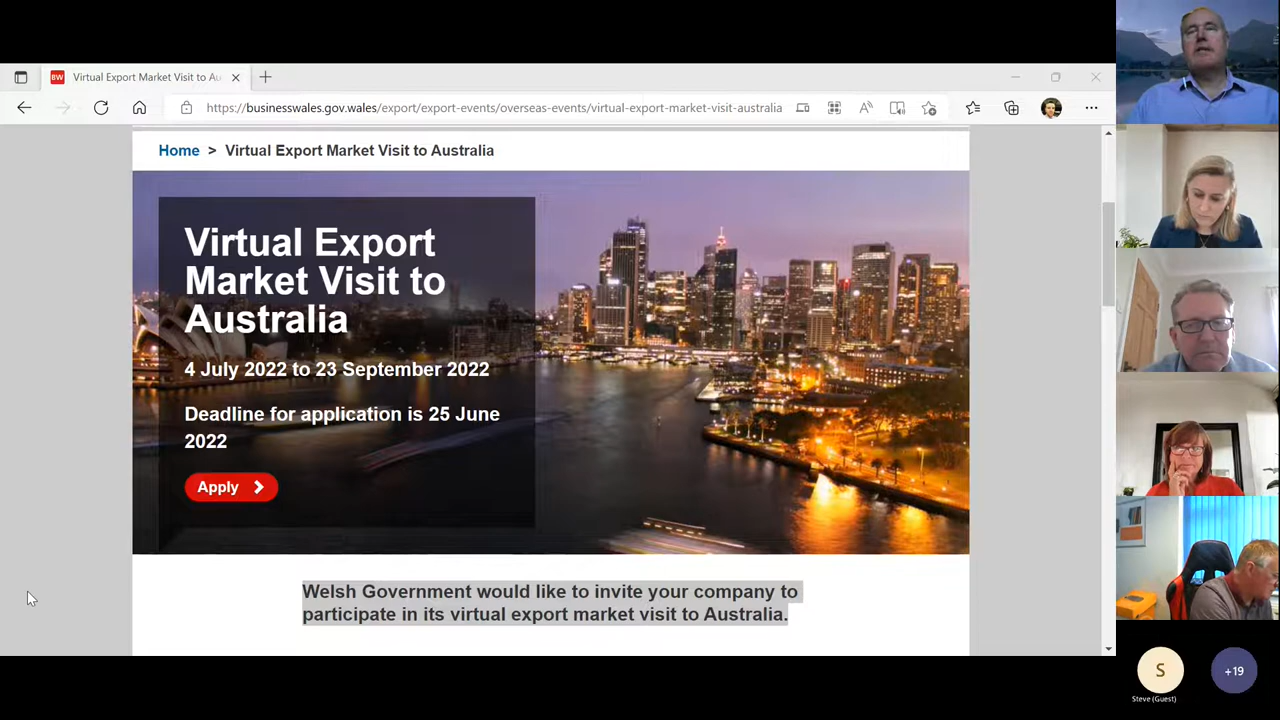 BW Virtual Export Market Visit to Au
https://businesswales.gov.wales/export/export-events/overseas-events/virtual-export-market-visit-australia
Home > Virtual Export Market Visit to Australia
Virtual Export
Market Visit to
Australia
4 July 2022 to 23 September 2022
Deadline for application is 25 June
2022
Apply
Welsh Government would like to invite your company to
participate in its virtual export market visit to Australia.
S
+19
Steve (Guest)